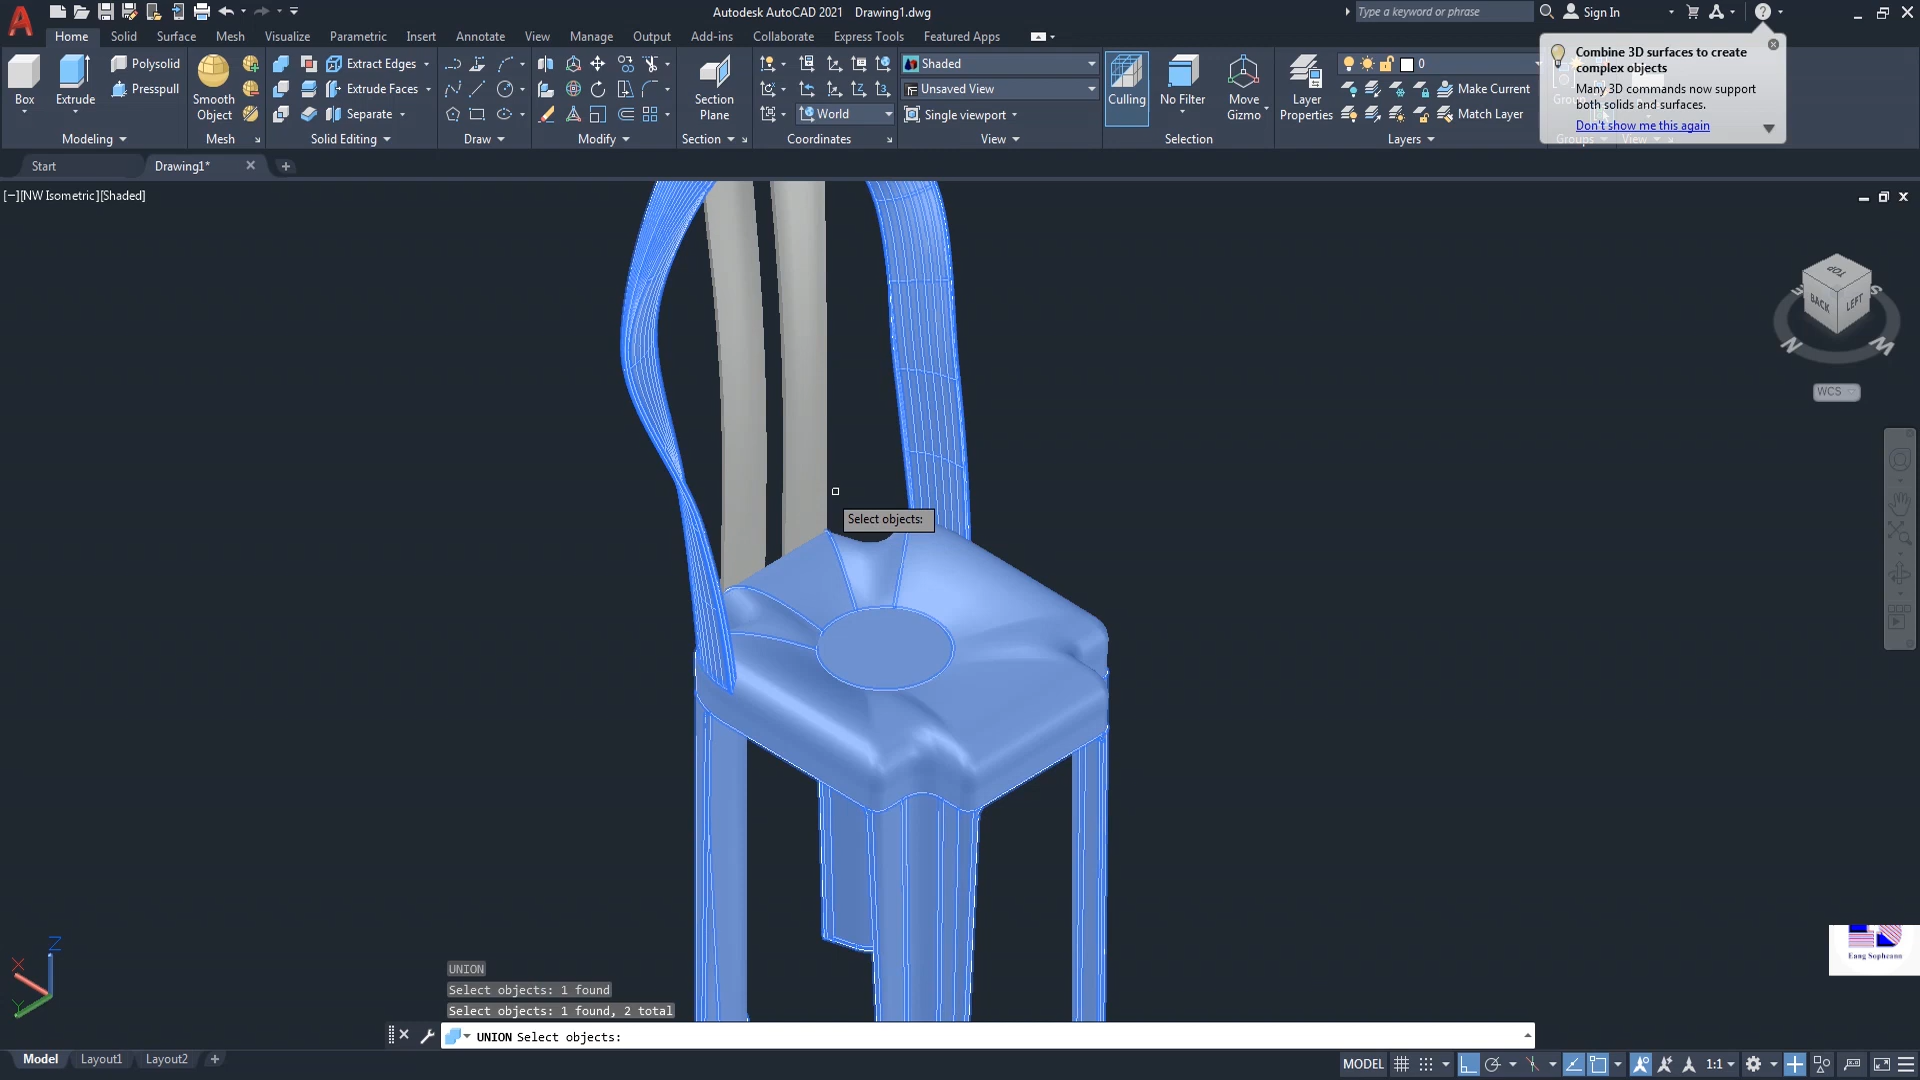 Autodesk AutoCAD 2021 Drawing1.dwg
Type a keyword or phrase
Sign In
Home Solid Surface Mesh Visualize Parametric Insert Annotate View Manage Output Add-ins Collaborate Express Tools Featured Apps
Box
Extrude
Polysolid
Presspull
Modeling
Smooth Object
Mesh
Extract Edges
Extrude Faces
Separate
Solid Editing
Draw
Modify
Section Plane
Section
World
Coordinates
Shaded
Unsaved View
Single viewport
View
Culling
No Filter
Move Gizmo
Selection
Layer Properties
0
Make Current
Match Layer
Layers
Combine 3D surfaces to create
complex objects
Many 3D commands now support
both solids and surfaces.
Don't show me this again
Groups
View
Start
Drawing1*
[−][NW Isometric][Shaded]
TOP
BACK
LEFT
N
W
S
E
WCS
Select objects:
Z
X
Y
UNION
Select objects: 1 found
Select objects: 1 found, 2 total
UNION Select objects:
Eang Sopheann
Model Layout1 Layout2
MODEL
1:1